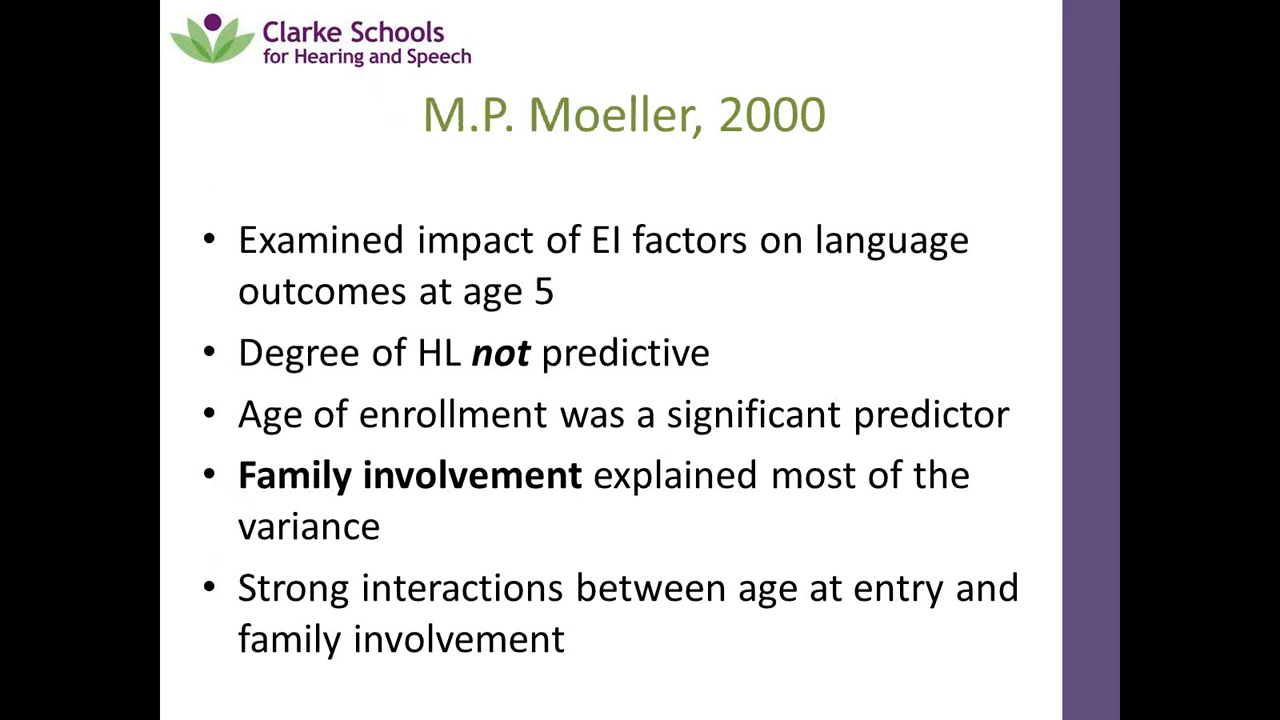 Clarke Schools
for Hearing and Speech
M.P. Moeller, 2000
• Examined impact of EI factors on language
outcomes at age 5
• Degree of HL not predictive
• Age of enrollment was a significant predictor
• Family involvement explained most of the
variance
• Strong interactions between age at entry and
family involvement